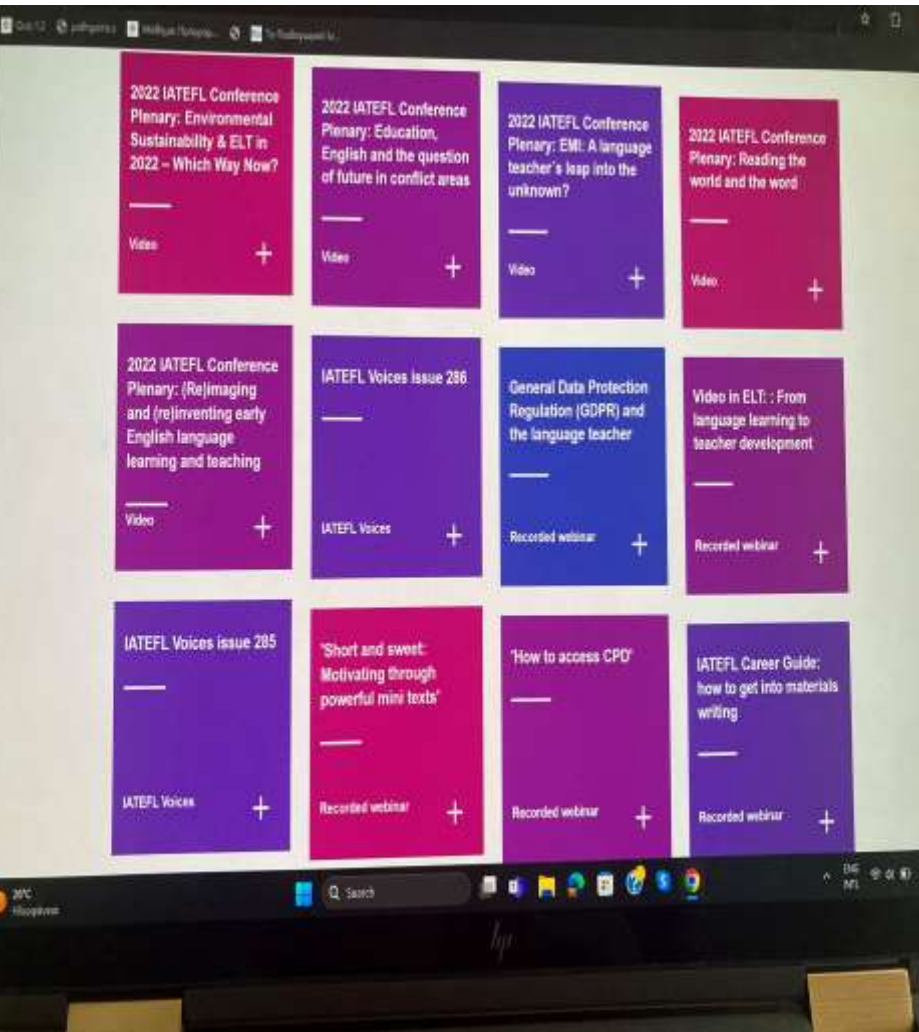 2022 IATEFL Conference
Plenary: Environmental
Sustainability & ELT in
2022 – Which Way Now?
Video
2022 IATEFL Conference
Plenary: Education,
English and the question
of future in conflict areas
Video
2022 IATEFL Conference
Plenary: EMI: A language
teacher´s leap into the
unknown?
Video
2022 IATEFL Conference
Plenary: Reading the
world and the word
Video
2022 IATEFL Conference
Plenary: (Re)imaging
and (re)inventing early
English language
learning and teaching
Video
IATEFL Voices issue 286
IATEFL Voices
General Data Protection
Regulation (GDPR) and
the language teacher
Recorded webinar
Video in ELT: : From
language learning to
teacher development
Recorded webinar
IATEFL Voices issue 285
IATEFL Voices
'Short and sweet:
Motivating through
powerful mini texts'
Recorded webinar
'How to access CPD'
Recorded webinar
IATEFL Career Guide:
how to get into materials
writing
Recorded webinar
Search
ENG
hp